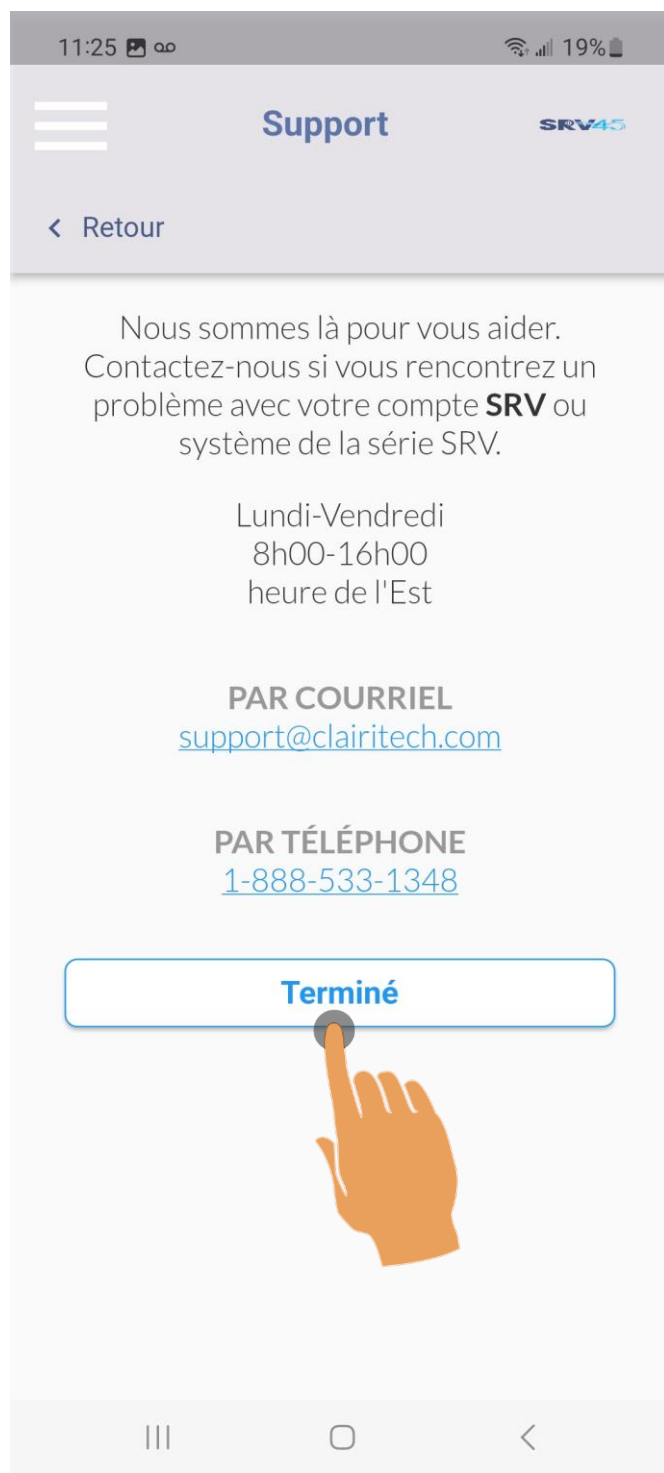 11:25
19%
Support
SRV45
Retour
Nous sommes là pour vous aider.
Contactez-nous si vous rencontrez un
problème avec votre compte SRV ou
système de la série SRV.
Lundi-Vendredi
8h00-16h00
heure de l'Est
PAR COURRIEL
support@clairitech.com
PAR TÉLÉPHONE
1-888-533-1348
Terminé